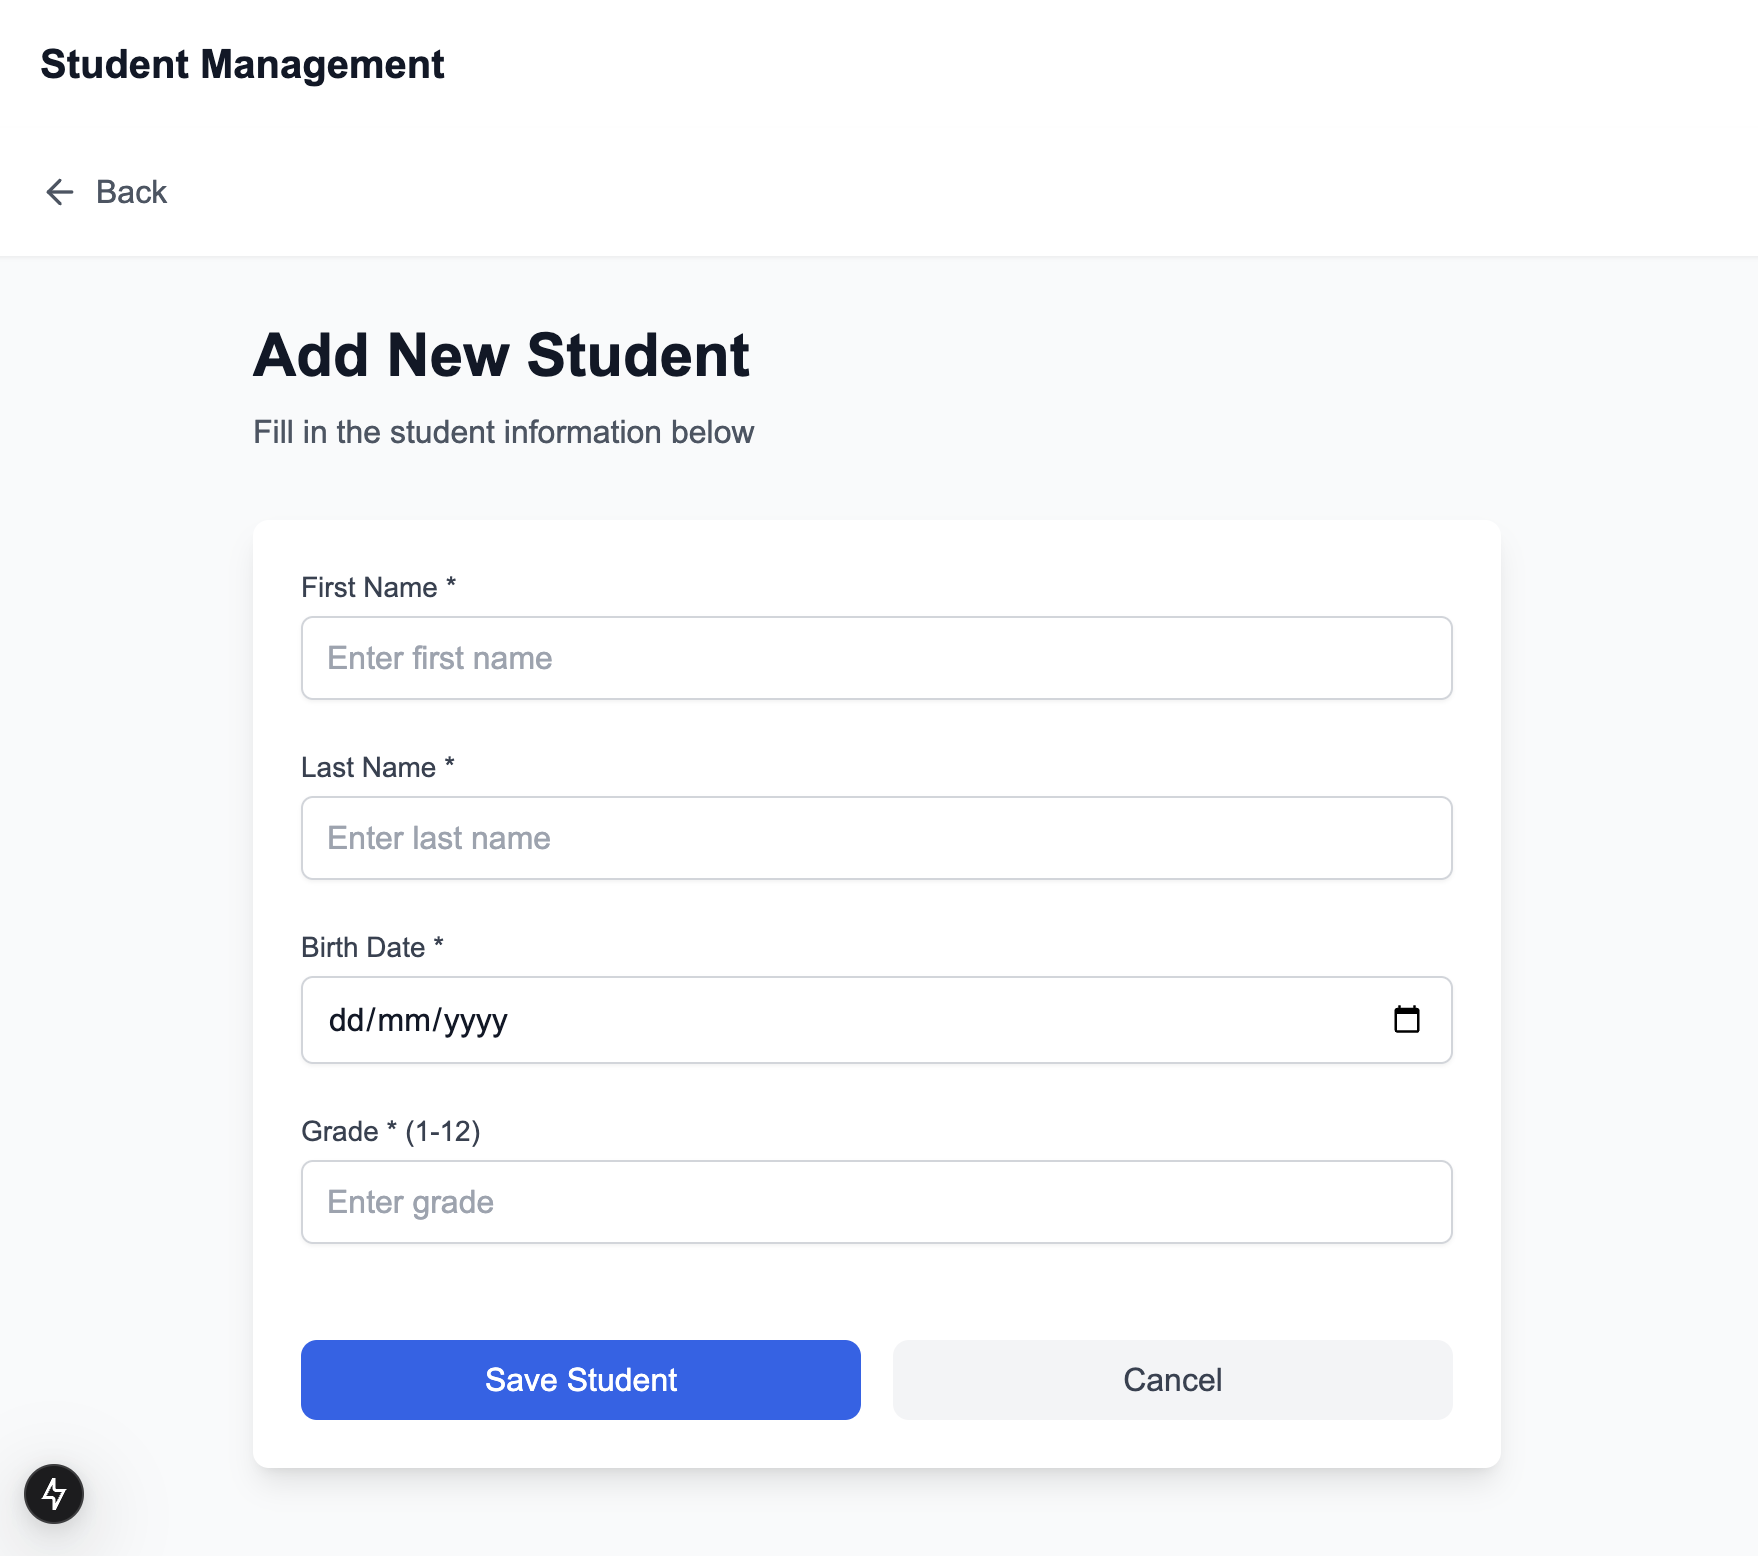 Student Management
Back
Add New Student
Fill in the student information below
First Name *
Enter first name
Last Name *
Enter last name
Birth Date *
dd/mm/yyyy
Grade * (1-12)
Enter grade
Save Student Cancel